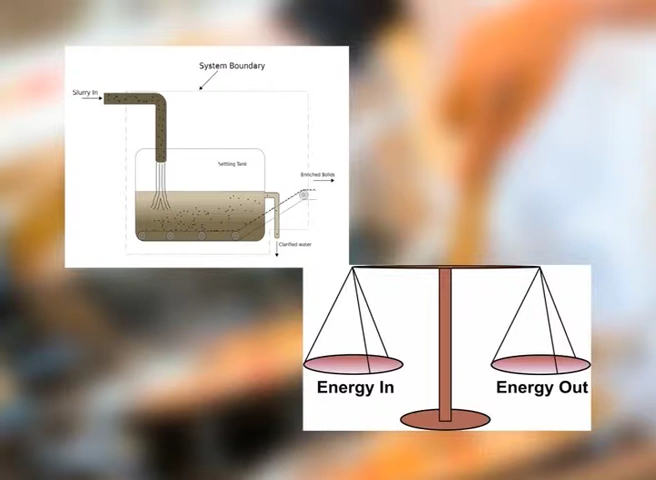 System Boundary
Slurry In
Settling Tank
Enriched Solids
Clarified water
Energy In
Energy Out